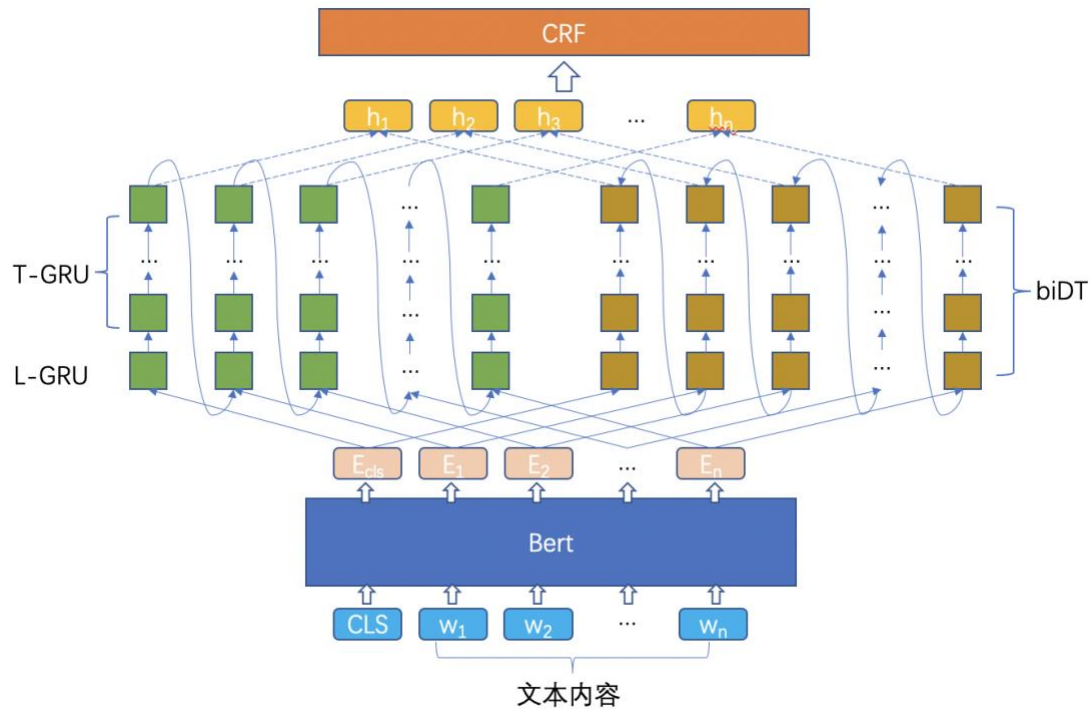 CRF
h₁ h₂ h₃ ... hₙ
... ...
T-GRU ... ... ... ... ... ... ... ... ... ... biDT
... ...
L-GRU ... ...
E_cls E₁ E₂ ... Eₙ
Bert
CLS w₁ w₂ ... wₙ
文本内容